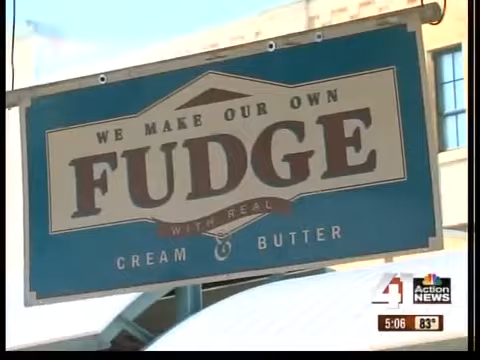 WE MAKE OUR OWN
FUDGE
WITH REAL
CREAM & BUTTER
41 Action
NEWS
5:06 83°